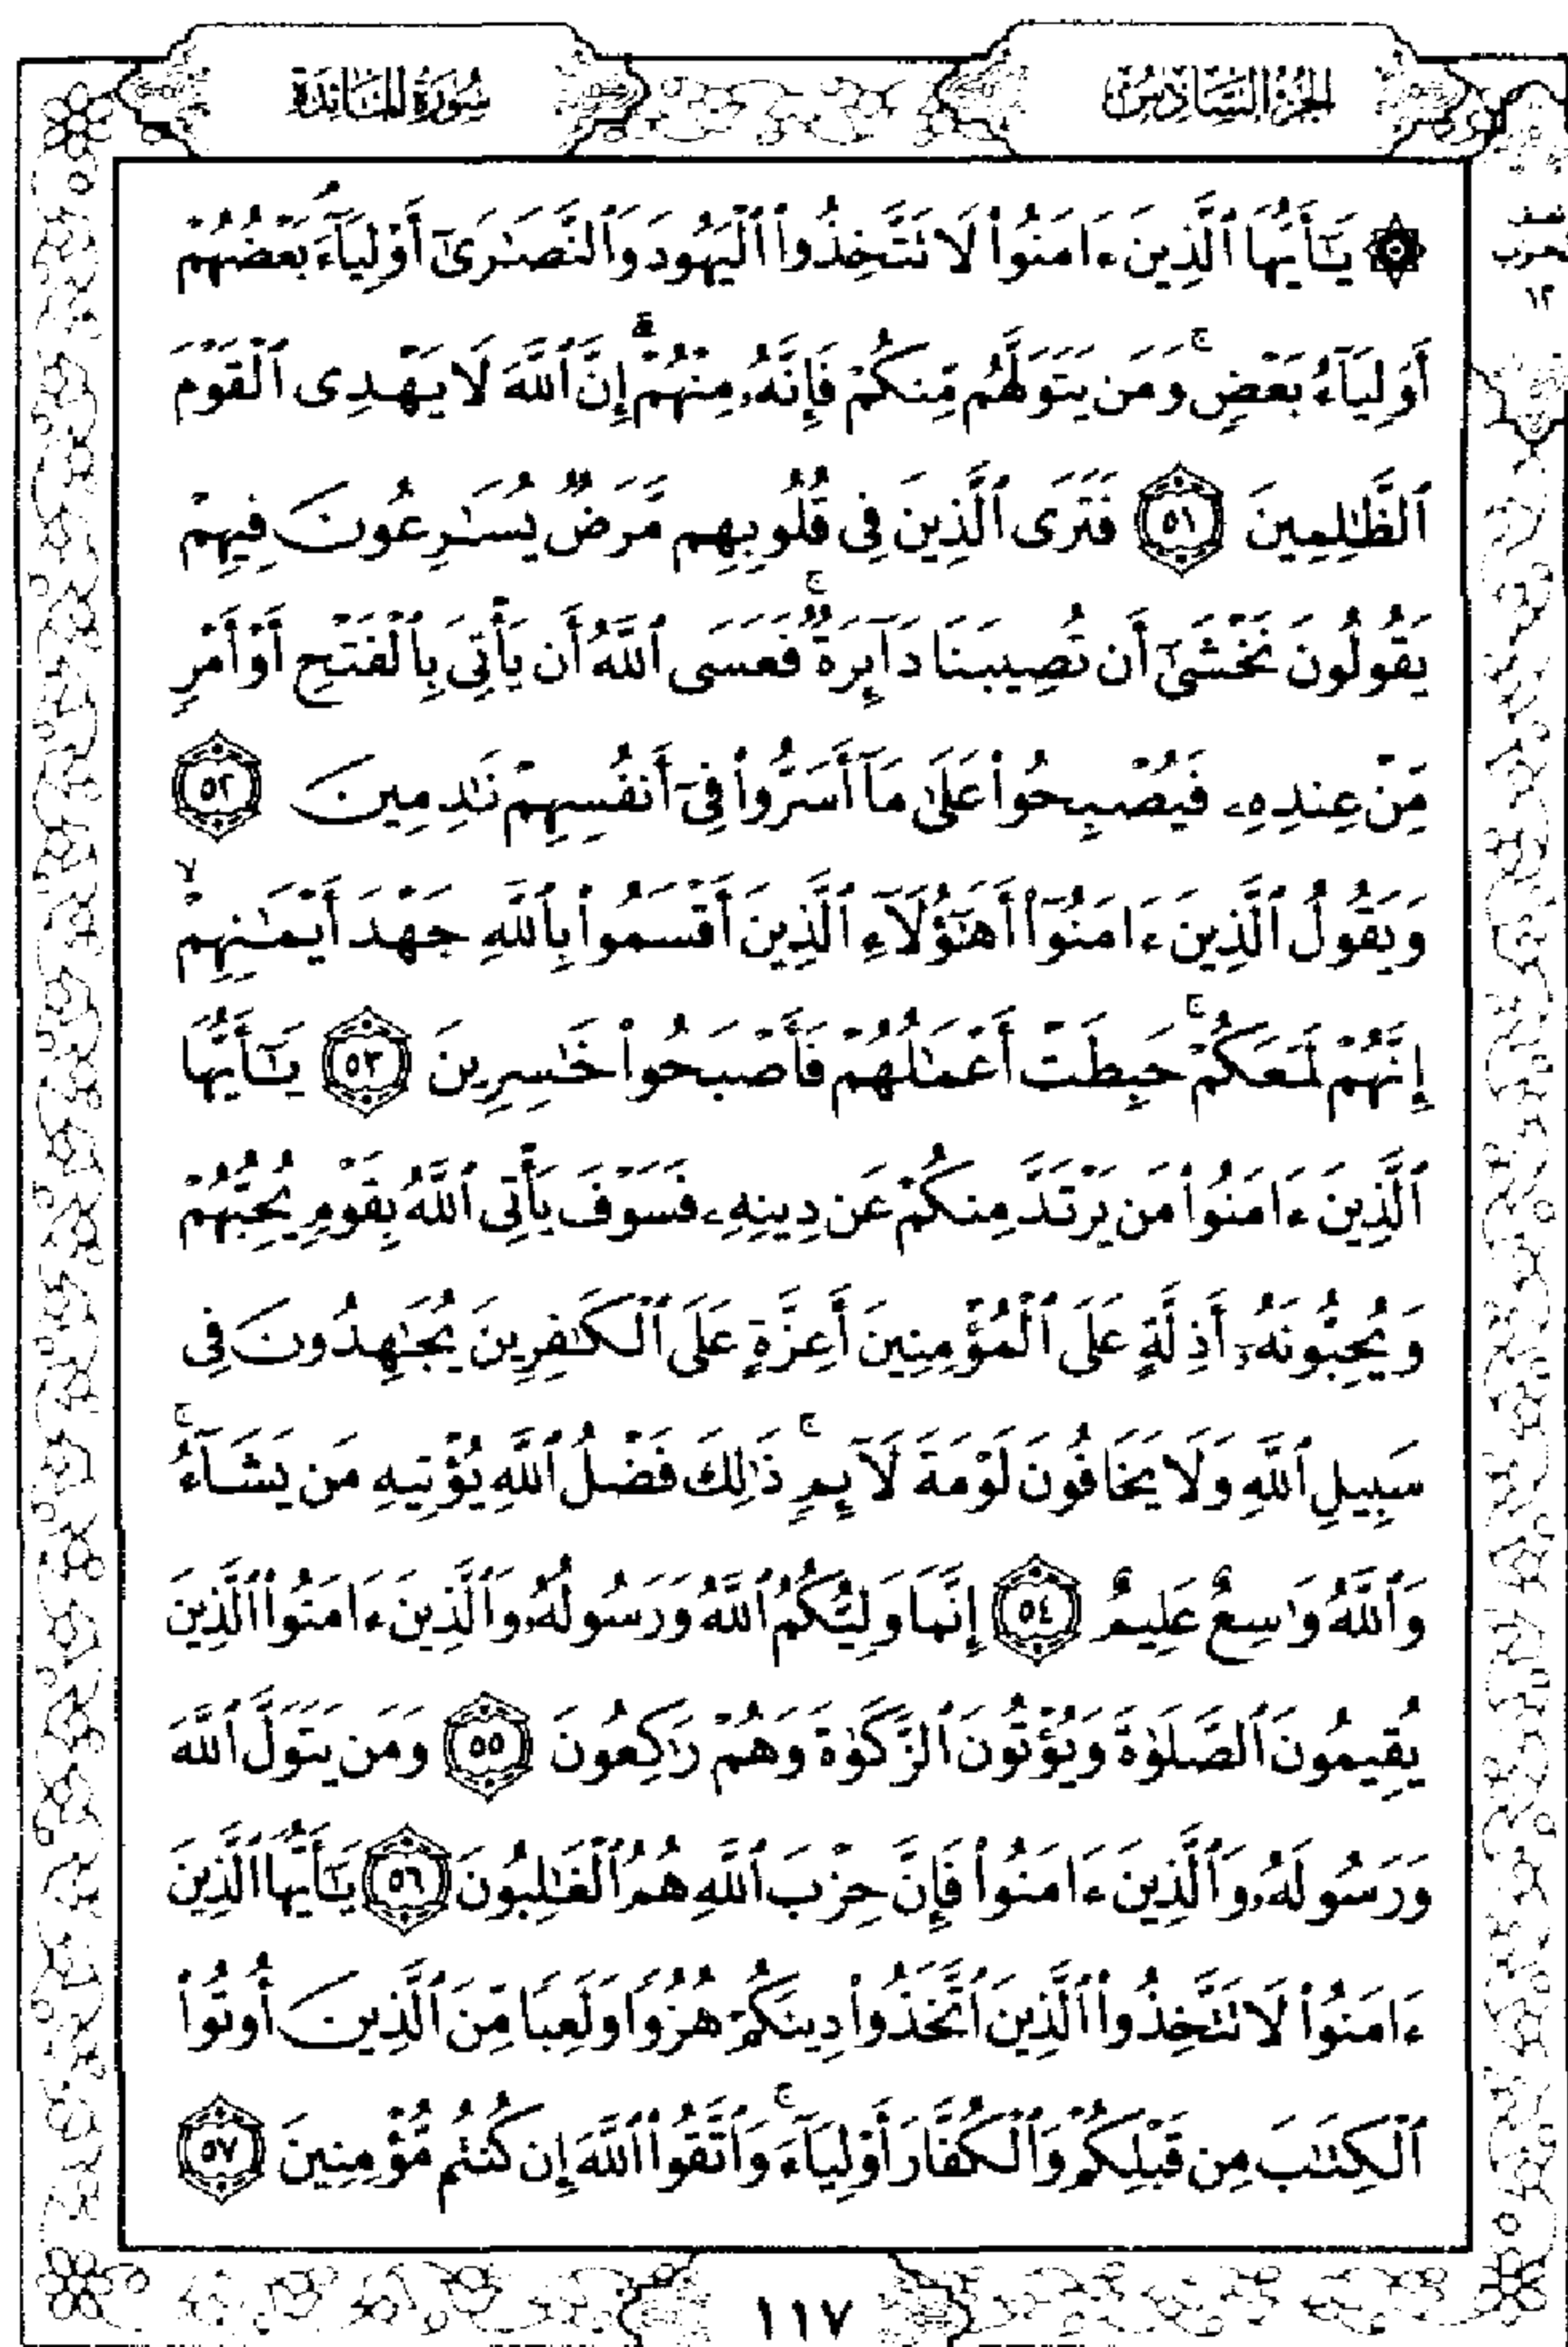 الجزء السادس
سورة المائدة
نصف
الحزب
١٢
۞ يَـٰٓأَيُّهَا ٱلَّذِينَ ءَامَنُوا۟ لَا تَتَّخِذُوا۟ ٱلْيَهُودَ وَٱلنَّصَـٰرَىٰٓ أَوْلِيَآءَ ۘ بَعْضُهُمْ
أَوْلِيَآءُ بَعْضٍ ۚ وَمَن يَتَوَلَّهُم مِّنكُمْ فَإِنَّهُۥ مِنْهُمْ ۗ إِنَّ ٱللَّهَ لَا يَهْدِى ٱلْقَوْمَ
ٱلظَّـٰلِمِينَ ٥١ فَتَرَى ٱلَّذِينَ فِى قُلُوبِهِم مَّرَضٌ يُسَـٰرِعُونَ فِيهِمْ
يَقُولُونَ نَخْشَىٰٓ أَن تُصِيبَنَا دَآئِرَةٌ ۚ فَعَسَى ٱللَّهُ أَن يَأْتِىَ بِٱلْفَتْحِ أَوْ أَمْرٍ
مِّنْ عِندِهِۦ فَيُصْبِحُوا۟ عَلَىٰ مَآ أَسَرُّوا۟ فِىٓ أَنفُسِهِمْ نَـٰدِمِينَ ٥٢
وَيَقُولُ ٱلَّذِينَ ءَامَنُوٓا۟ أَهَـٰٓؤُلَآءِ ٱلَّذِينَ أَقْسَمُوا۟ بِٱللَّهِ جَهْدَ أَيْمَـٰنِهِمْ ۙ
إِنَّهُمْ لَمَعَكُمْ ۚ حَبِطَتْ أَعْمَـٰلُهُمْ فَأَصْبَحُوا۟ خَـٰسِرِينَ ٥٣ يَـٰٓأَيُّهَا
ٱلَّذِينَ ءَامَنُوا۟ مَن يَرْتَدَّ مِنكُمْ عَن دِينِهِۦ فَسَوْفَ يَأْتِى ٱللَّهُ بِقَوْمٍ يُحِبُّهُمْ
وَيُحِبُّونَهُۥٓ أَذِلَّةٍ عَلَى ٱلْمُؤْمِنِينَ أَعِزَّةٍ عَلَى ٱلْكَـٰفِرِينَ يُجَـٰهِدُونَ فِى
سَبِيلِ ٱللَّهِ وَلَا يَخَافُونَ لَوْمَةَ لَآئِمٍ ۚ ذَٰلِكَ فَضْلُ ٱللَّهِ يُؤْتِيهِ مَن يَشَآءُ ۚ
وَٱللَّهُ وَٰسِعٌ عَلِيمٌ ٥٤ إِنَّمَا وَلِيُّكُمُ ٱللَّهُ وَرَسُولُهُۥ وَٱلَّذِينَ ءَامَنُوا۟ ٱلَّذِينَ
يُقِيمُونَ ٱلصَّلَوٰةَ وَيُؤْتُونَ ٱلزَّكَوٰةَ وَهُمْ رَٰكِعُونَ ٥٥ وَمَن يَتَوَلَّ ٱللَّهَ
وَرَسُولَهُۥ وَٱلَّذِينَ ءَامَنُوا۟ فَإِنَّ حِزْبَ ٱللَّهِ هُمُ ٱلْغَـٰلِبُونَ ٥٦ يَـٰٓأَيُّهَا ٱلَّذِينَ
ءَامَنُوا۟ لَا تَتَّخِذُوا۟ ٱلَّذِينَ ٱتَّخَذُوا۟ دِينَكُمْ هُزُوًا وَلَعِبًا مِّنَ ٱلَّذِينَ أُوتُوا۟
ٱلْكِتَـٰبَ مِن قَبْلِكُمْ وَٱلْكُفَّارَ أَوْلِيَآءَ ۚ وَٱتَّقُوا۟ ٱللَّهَ إِن كُنتُم مُّؤْمِنِينَ ٥٧
١١٧